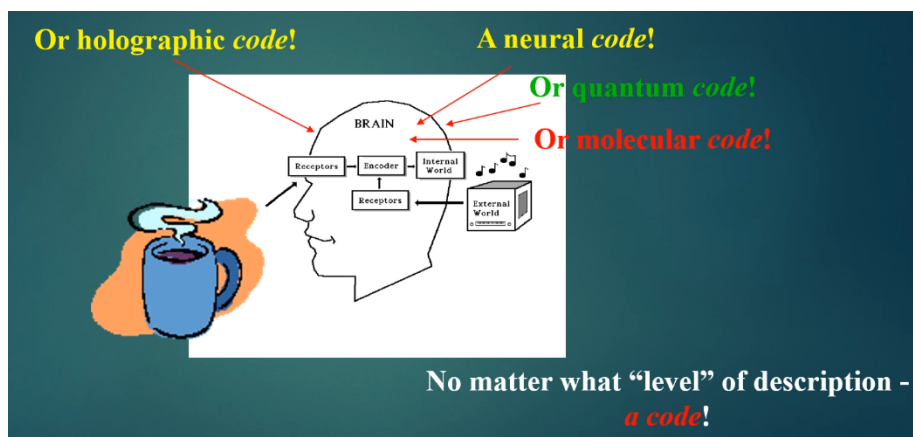 Or holographic code!
A neural code!
Or quantum code!
Or molecular code!
BRAIN
Receptors
Encoder
Internal
World
Receptors
External
World
No matter what “level” of description -
a code!